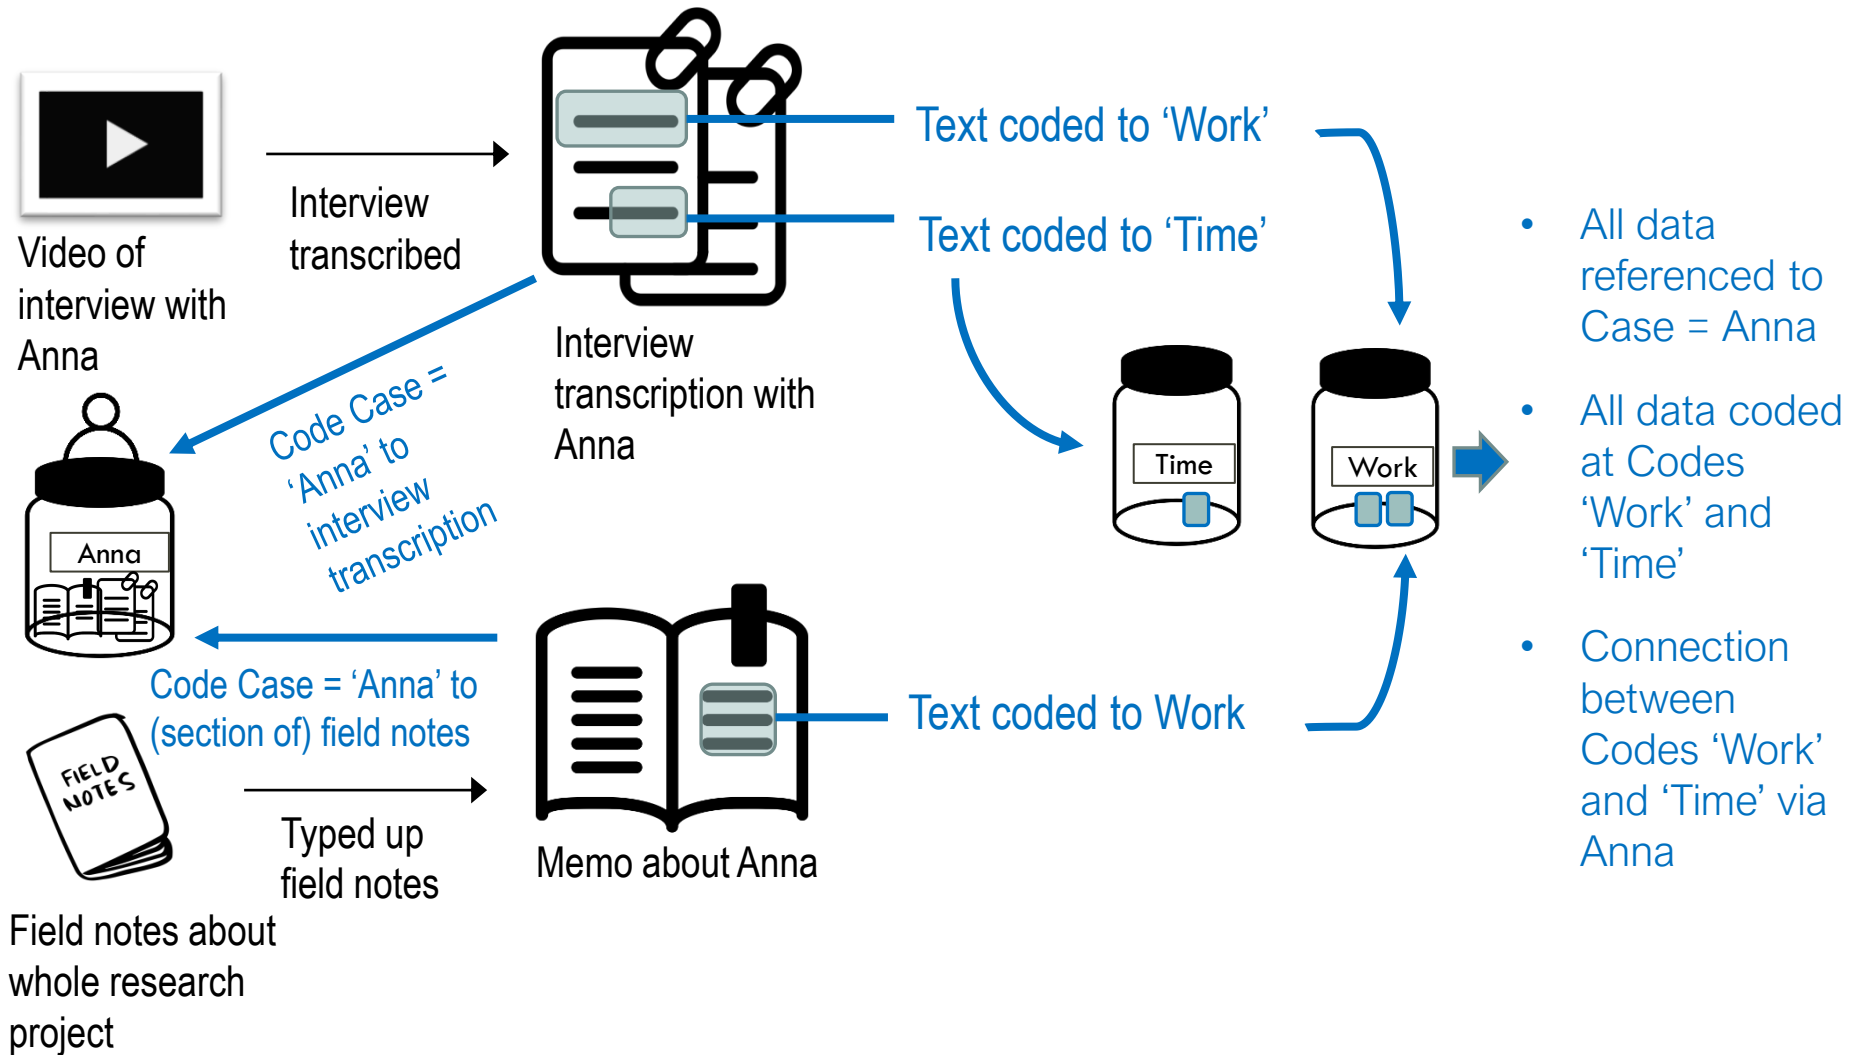 Video of
interview with
Anna
Interview
transcribed
Interview
transcription with
Anna
Text coded to ‘Work’
Text coded to ‘Time’
Code Case =
‘Anna’ to
interview
transcription
Anna
Code Case = ‘Anna’ to
(section of) field notes
FIELD
NOTES
Typed up
field notes
Field notes about
whole research
project
Memo about Anna
Text coded to Work
Time
Work
• All data
referenced to
Case = Anna
• All data coded
at Codes
‘Work’ and
‘Time’
• Connection
between
Codes ‘Work’
and ‘Time’ via
Anna